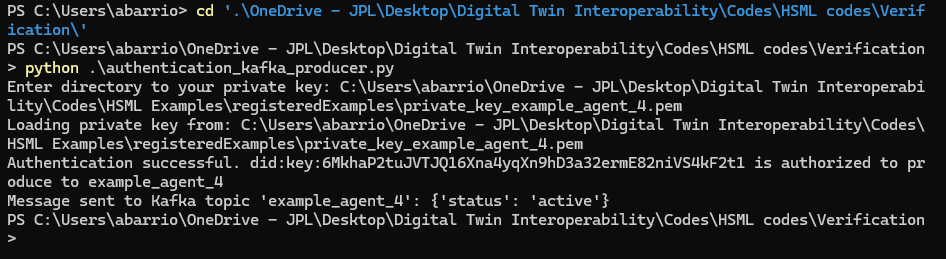 PS C:\Users\abarrio> cd '.\OneDrive - JPL\Desktop\Digital Twin Interoperability\Codes\HSML codes\Verif
ication\'
PS C:\Users\abarrio\OneDrive - JPL\Desktop\Digital Twin Interoperability\Codes\HSML codes\Verification
> python .\authentication_kafka_producer.py
Enter directory to your private key: C:\Users\abarrio\OneDrive - JPL\Desktop\Digital Twin Interoperabi
lity\Codes\HSML Examples\registeredExamples\private_key_example_agent_4.pem
Loading private key from: C:\Users\abarrio\OneDrive - JPL\Desktop\Digital Twin Interoperability\Codes\
HSML Examples\registeredExamples\private_key_example_agent_4.pem
Authentication successful. did:key:6MkhaP2tuJVTJQ16Xna4yqXn9hD3a32ermE82niVS4kF2t1 is authorized to pr
oduce to example_agent_4
Message sent to Kafka topic 'example_agent_4': {'status': 'active'}
PS C:\Users\abarrio\OneDrive - JPL\Desktop\Digital Twin Interoperability\Codes\HSML codes\Verification
>